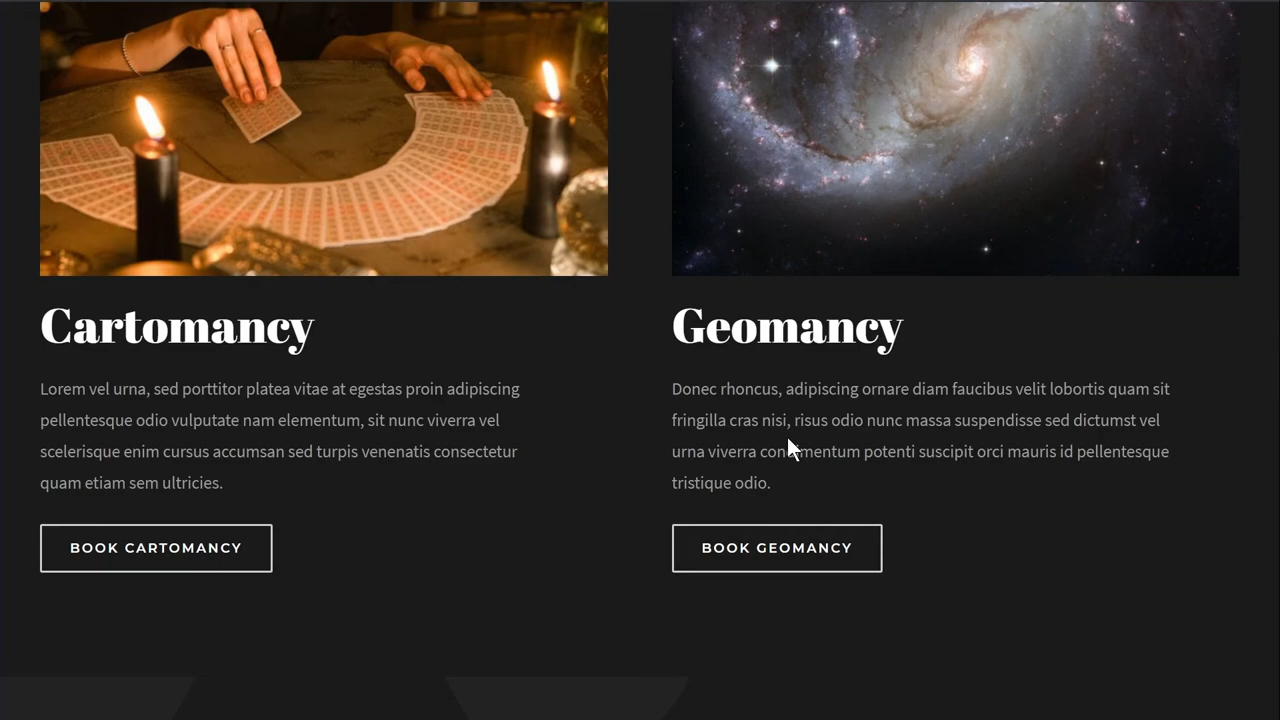 Cartomancy
Lorem vel urna, sed porttitor platea vitae at egestas proin adipiscing
pellentesque odio vulputate nam elementum, sit nunc viverra vel
scelerisque enim cursus accumsan sed turpis venenatis consectetur
quam etiam sem ultricies.
BOOK CARTOMANCY
Geomancy
Donec rhoncus, adipiscing ornare diam faucibus velit lobortis quam sit
fringilla cras nisi, risus odio nunc massa suspendisse sed dictumst vel
urna viverra condimentum potenti suscipit orci mauris id pellentesque
tristique odio.
BOOK GEOMANCY